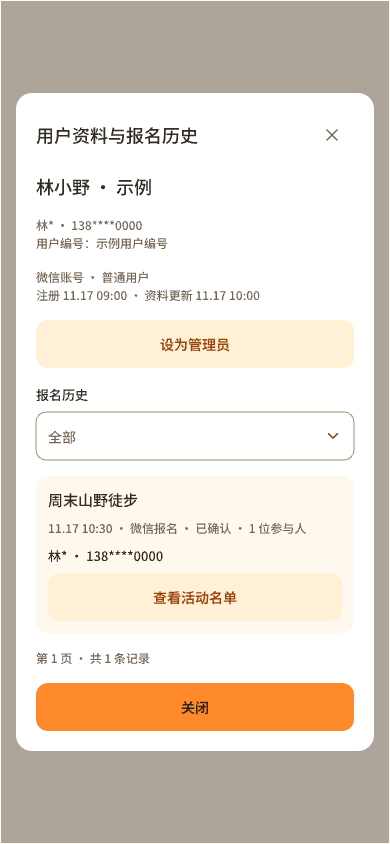 用户资料与报名历史
林小野 · 示例
林* · 138****0000
用户编号：示例用户编号
微信账号 · 普通用户
注册 11.17 09:00 · 资料更新 11.17 10:00
设为管理员
报名历史
全部
周末山野徒步
11.17 10:30 · 微信报名 · 已确认 · 1 位参与人
林* · 138****0000
查看活动名单
第 1 页 · 共 1 条记录
关闭